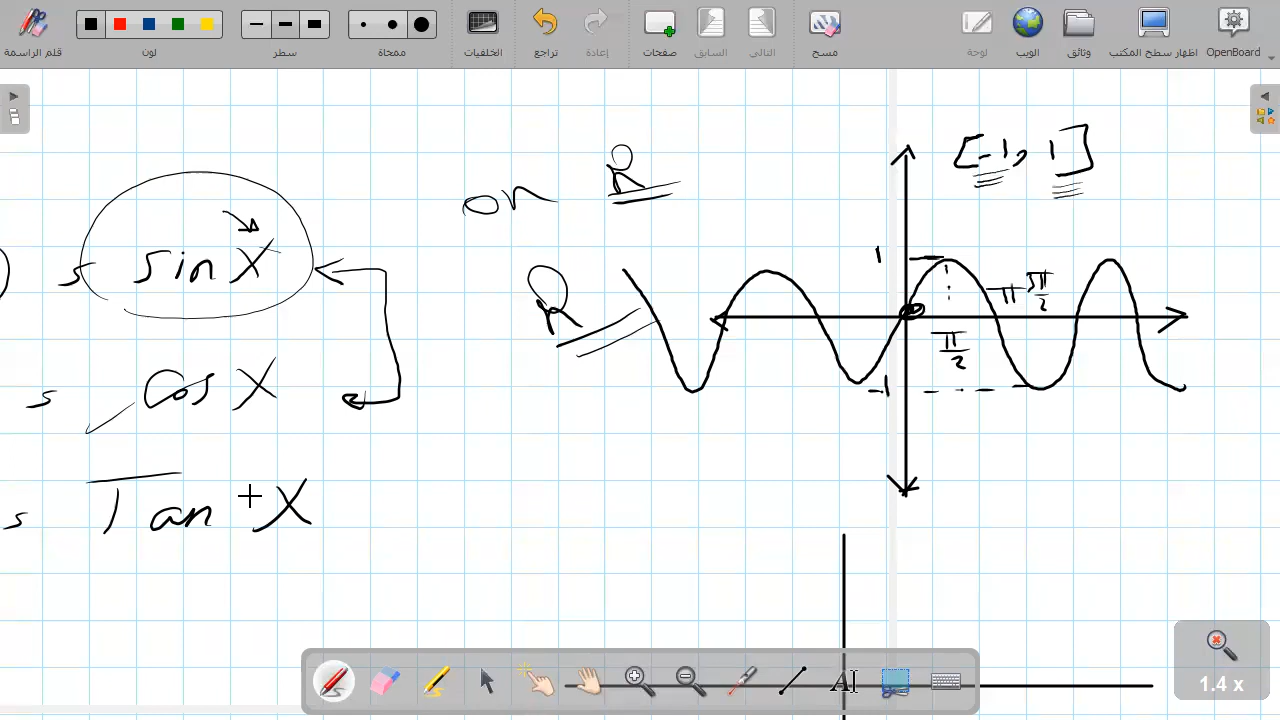 قلم الراسمة
لون
سطر
ممحاة
الخلفيات
تراجع
إعادة
صفحات
السابق
التالي
مسح
لوحة
الويب
وثائق
اظهار سطح المكتب
OpenBoard
[-1, 1]
on R
s sin X
R
1
π
π/2
-1
s cos X
s Tan X
1.4 x